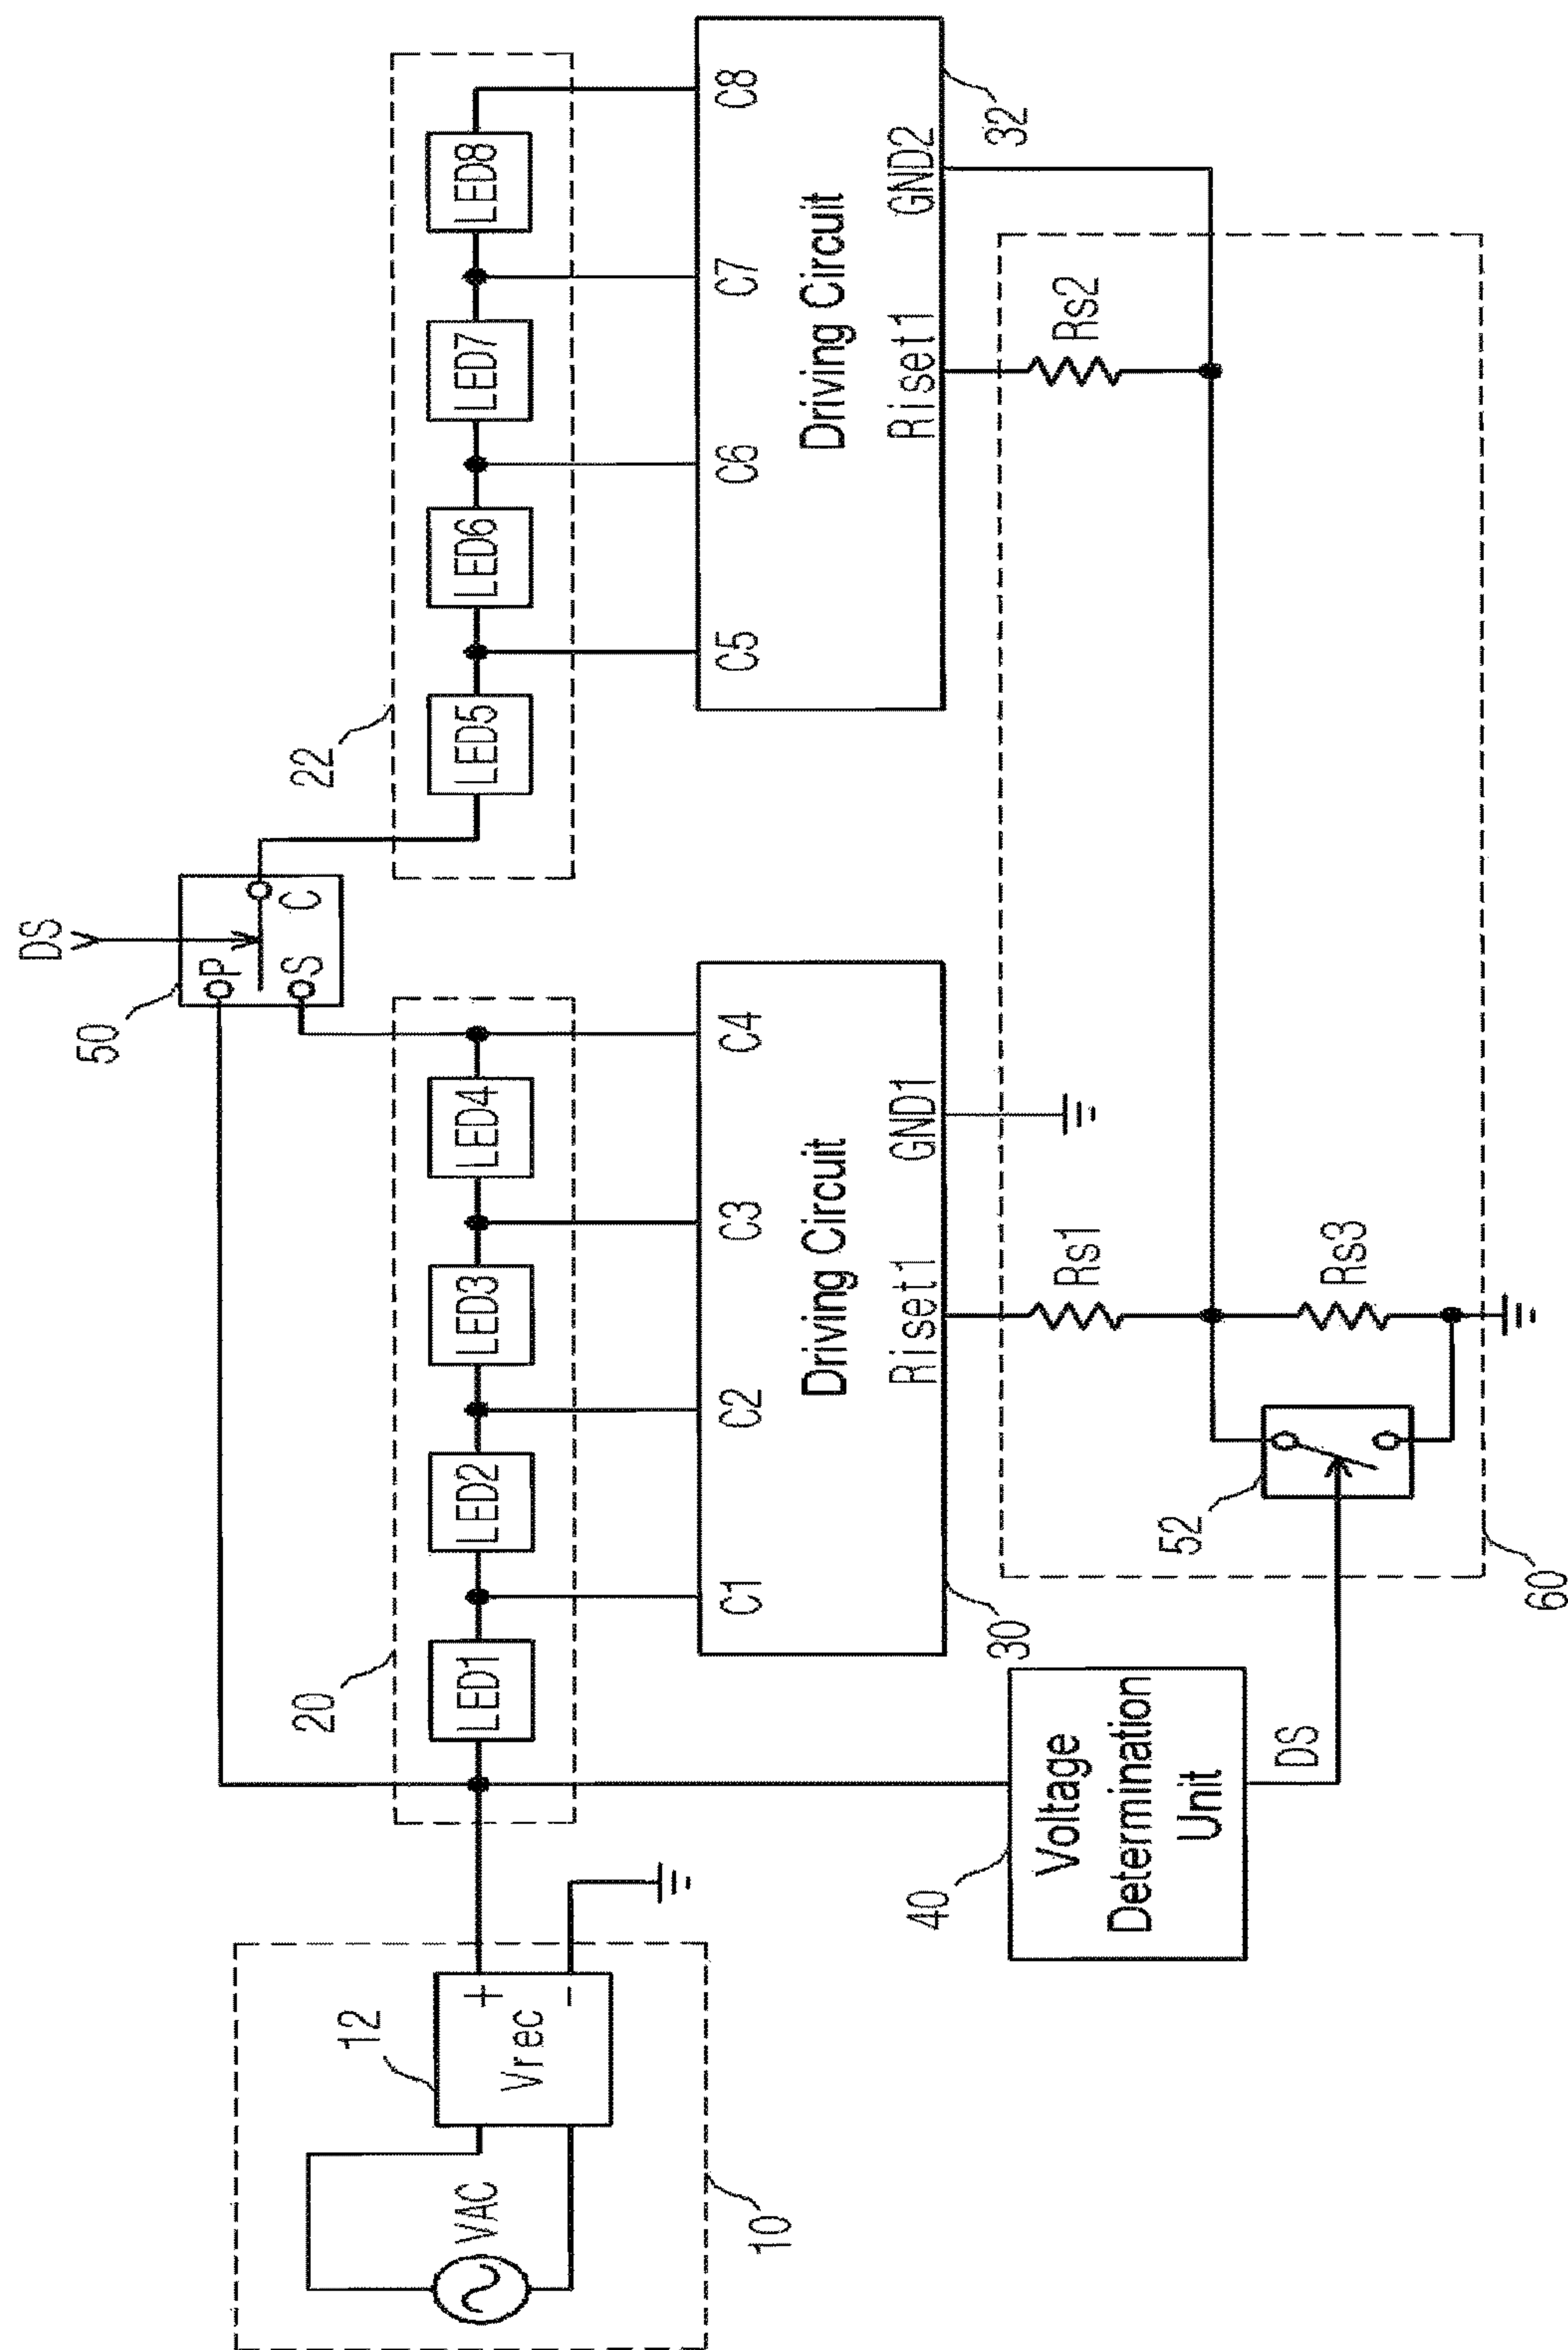 DS
50
P
S
C
20
22
12
VAC
Vrec
+
-
10
LED1
LED2
LED3
LED4
LED5
LED6
LED7
LED8
C1
C2
C3
C4
C5
C6
C7
C8
Driving Circuit
Driving Circuit
Riset1
GND1
Riset1
GND2
30
32
40
Voltage
Determination
Unit
DS
Rs1
Rs2
52
Rs3
60